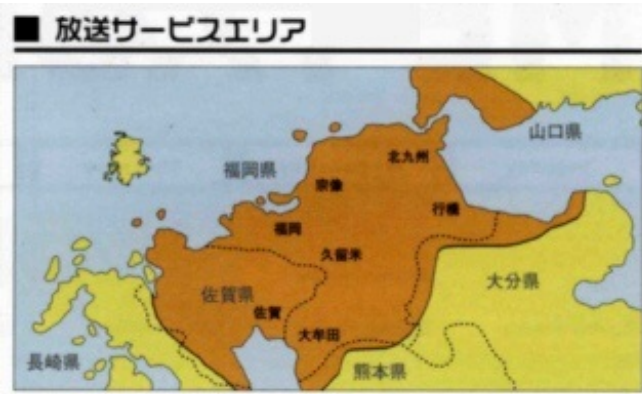 ■ 放送サービスエリア
山口県
北九州
福岡県
宗像
行橋
福岡
久留米
大分県
佐賀県
佐賀
大牟田
長崎県
熊本県